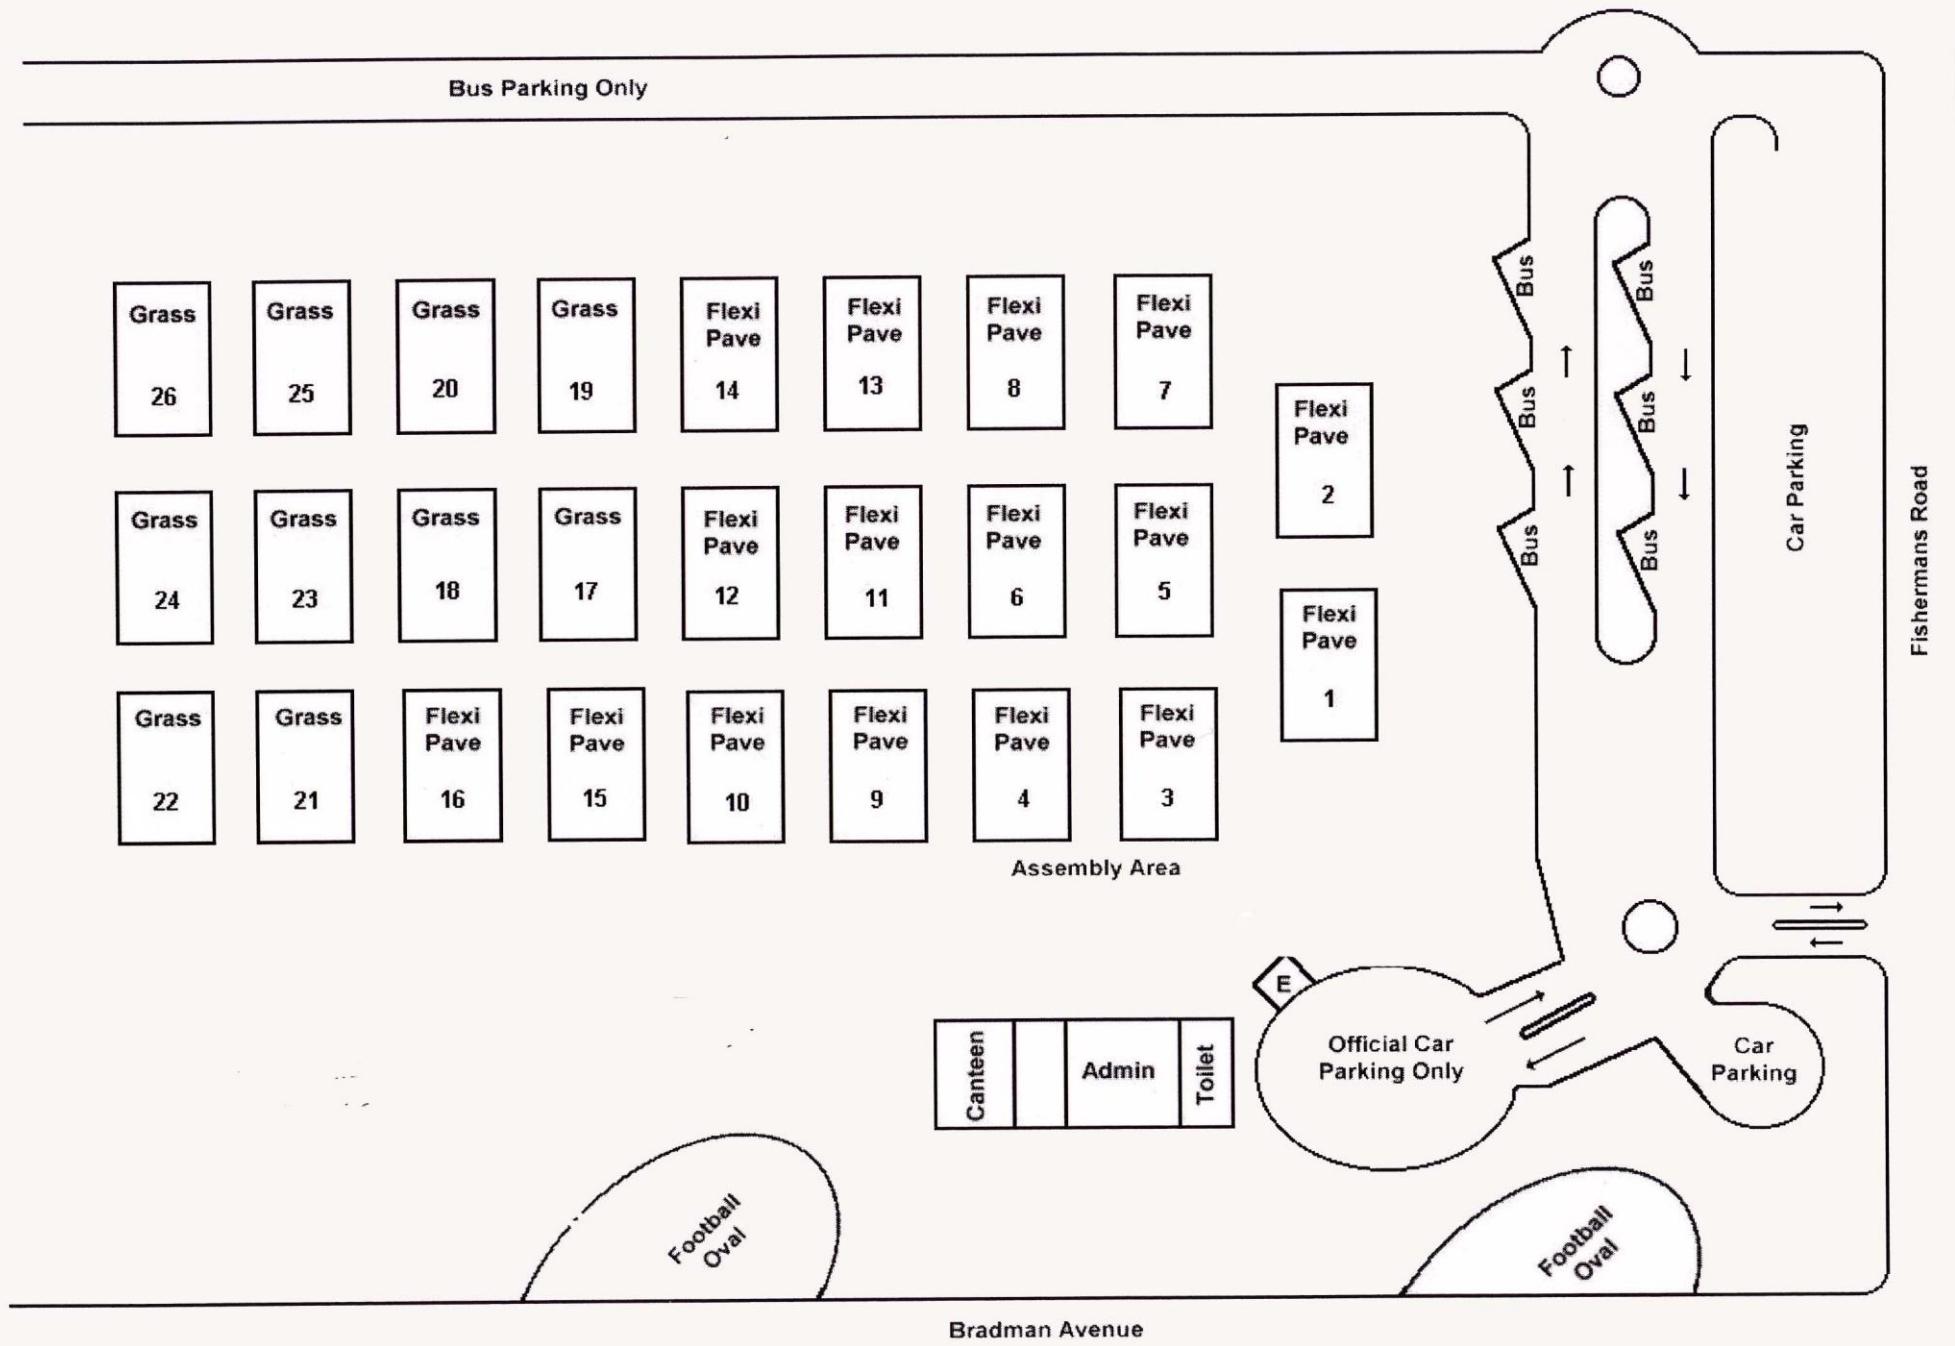 Bus Parking Only
Grass
26
Grass
25
Grass
20
Grass
19
Flexi
Pave
14
Flexi
Pave
13
Flexi
Pave
8
Flexi
Pave
7
Flexi
Pave
2
Grass
24
Grass
23
Grass
18
Grass
17
Flexi
Pave
12
Flexi
Pave
11
Flexi
Pave
6
Flexi
Pave
5
Flexi
Pave
1
Grass
22
Grass
21
Flexi
Pave
16
Flexi
Pave
15
Flexi
Pave
10
Flexi
Pave
9
Flexi
Pave
4
Flexi
Pave
3
Assembly Area
Bus
Bus
Bus
Bus
Bus
Bus
Car Parking
Fishermans Road
E
Canteen
Admin
Toilet
Official Car
Parking Only
Car
Parking
Football
Oval
Football
Oval
Bradman Avenue